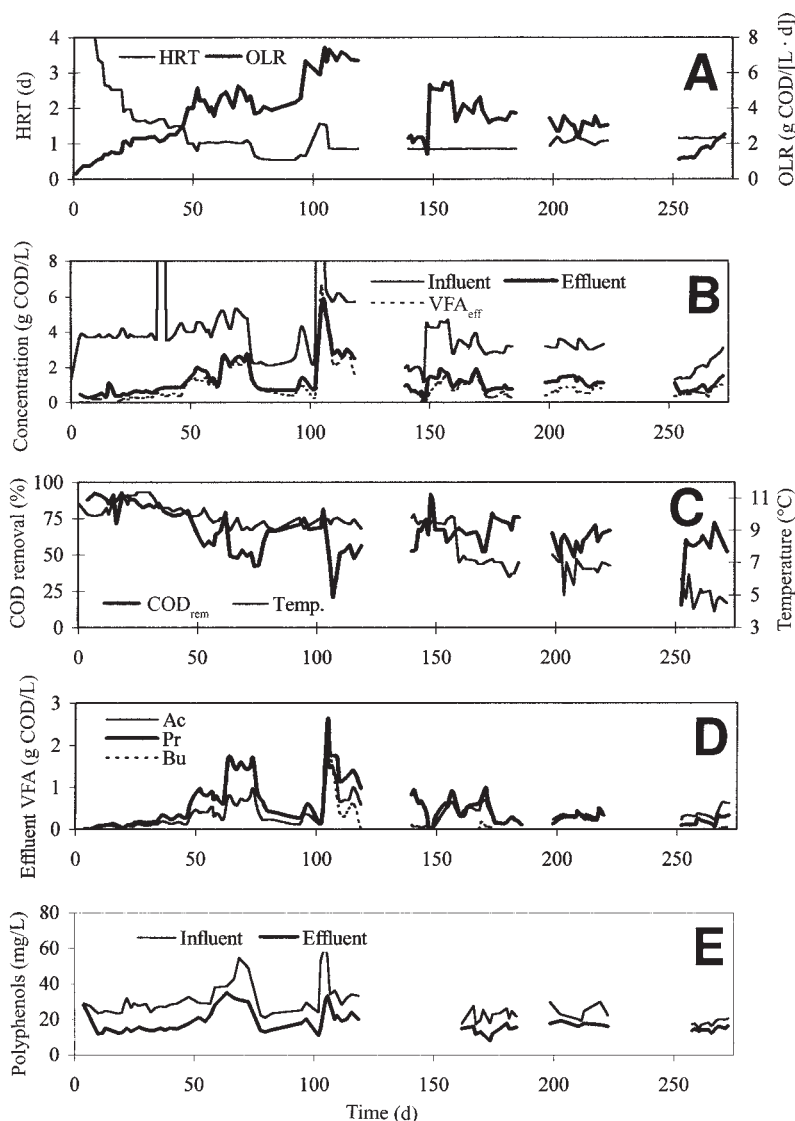 4 8
HRT OLR A
3 6
2 4
1 2
0 0
HRT (d)
OLR (g COD/[L · d])
0 50 100 150 200 250
8
Influent Effluent B
6
VFAeff
4
2
0
Concentration (g COD/L)
0 50 100 150 200 250
100
C 11
75 9
50 7
25 5
CODrem Temp.
0 3
COD removal (%)
Temperature (°C)
0 50 100 150 200 250
3
Ac D
Pr
2
Bu
1
0
Effluent VFA (g COD/L)
0 50 100 150 200 250
80
Influent Effluent E
60
40
20
0
Polyphenols (mg/L)
0 50 100 150 200 250
Time (d)